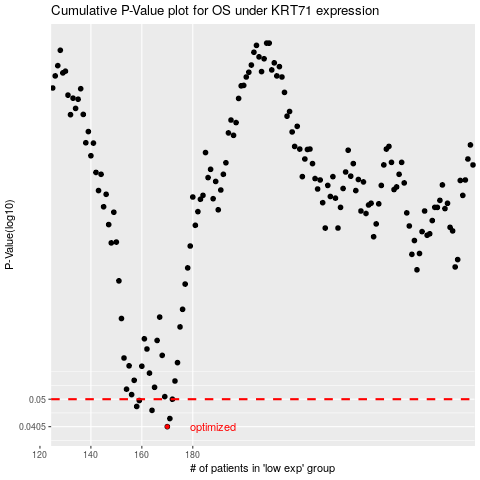 Cumulative P-Value plot for OS under KRT71 expression
P-Value(log10)
0.05
0.0405
optimized
120
140
160
180
# of patients in 'low exp' group